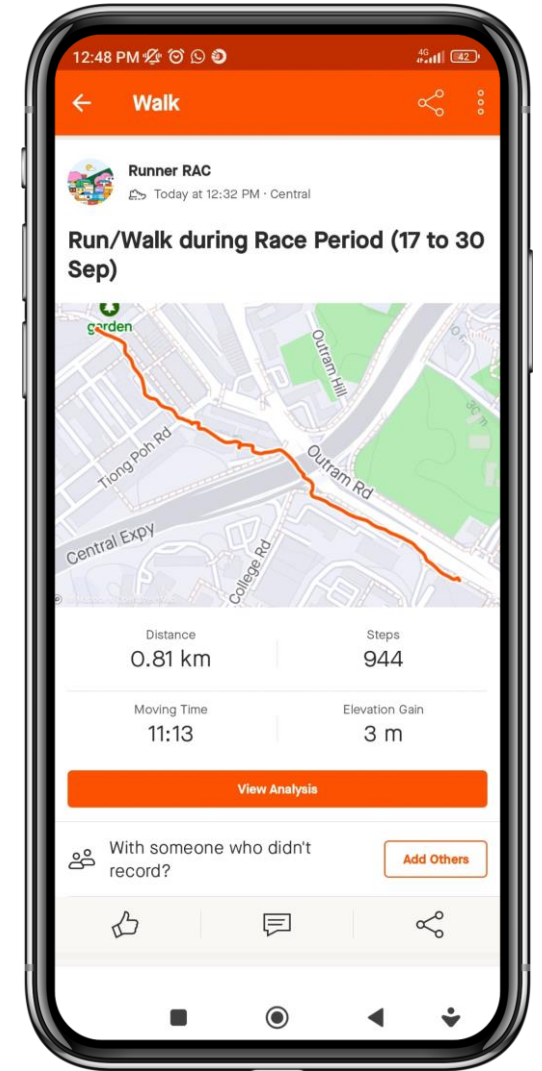 12:48 PM
4G
42
Walk
Runner RAC
Today at 12:32 PM · Central
Run/Walk during Race Period (17 to 30
Sep)
garden
Outram Hill
30 m
Tiong Poh Rd
Outram Rd
Central Expy
College Rd
Distance
0.81 km
Steps
944
Moving Time
11:13
Elevation Gain
3 m
View Analysis
With someone who didn't
record?
Add Others